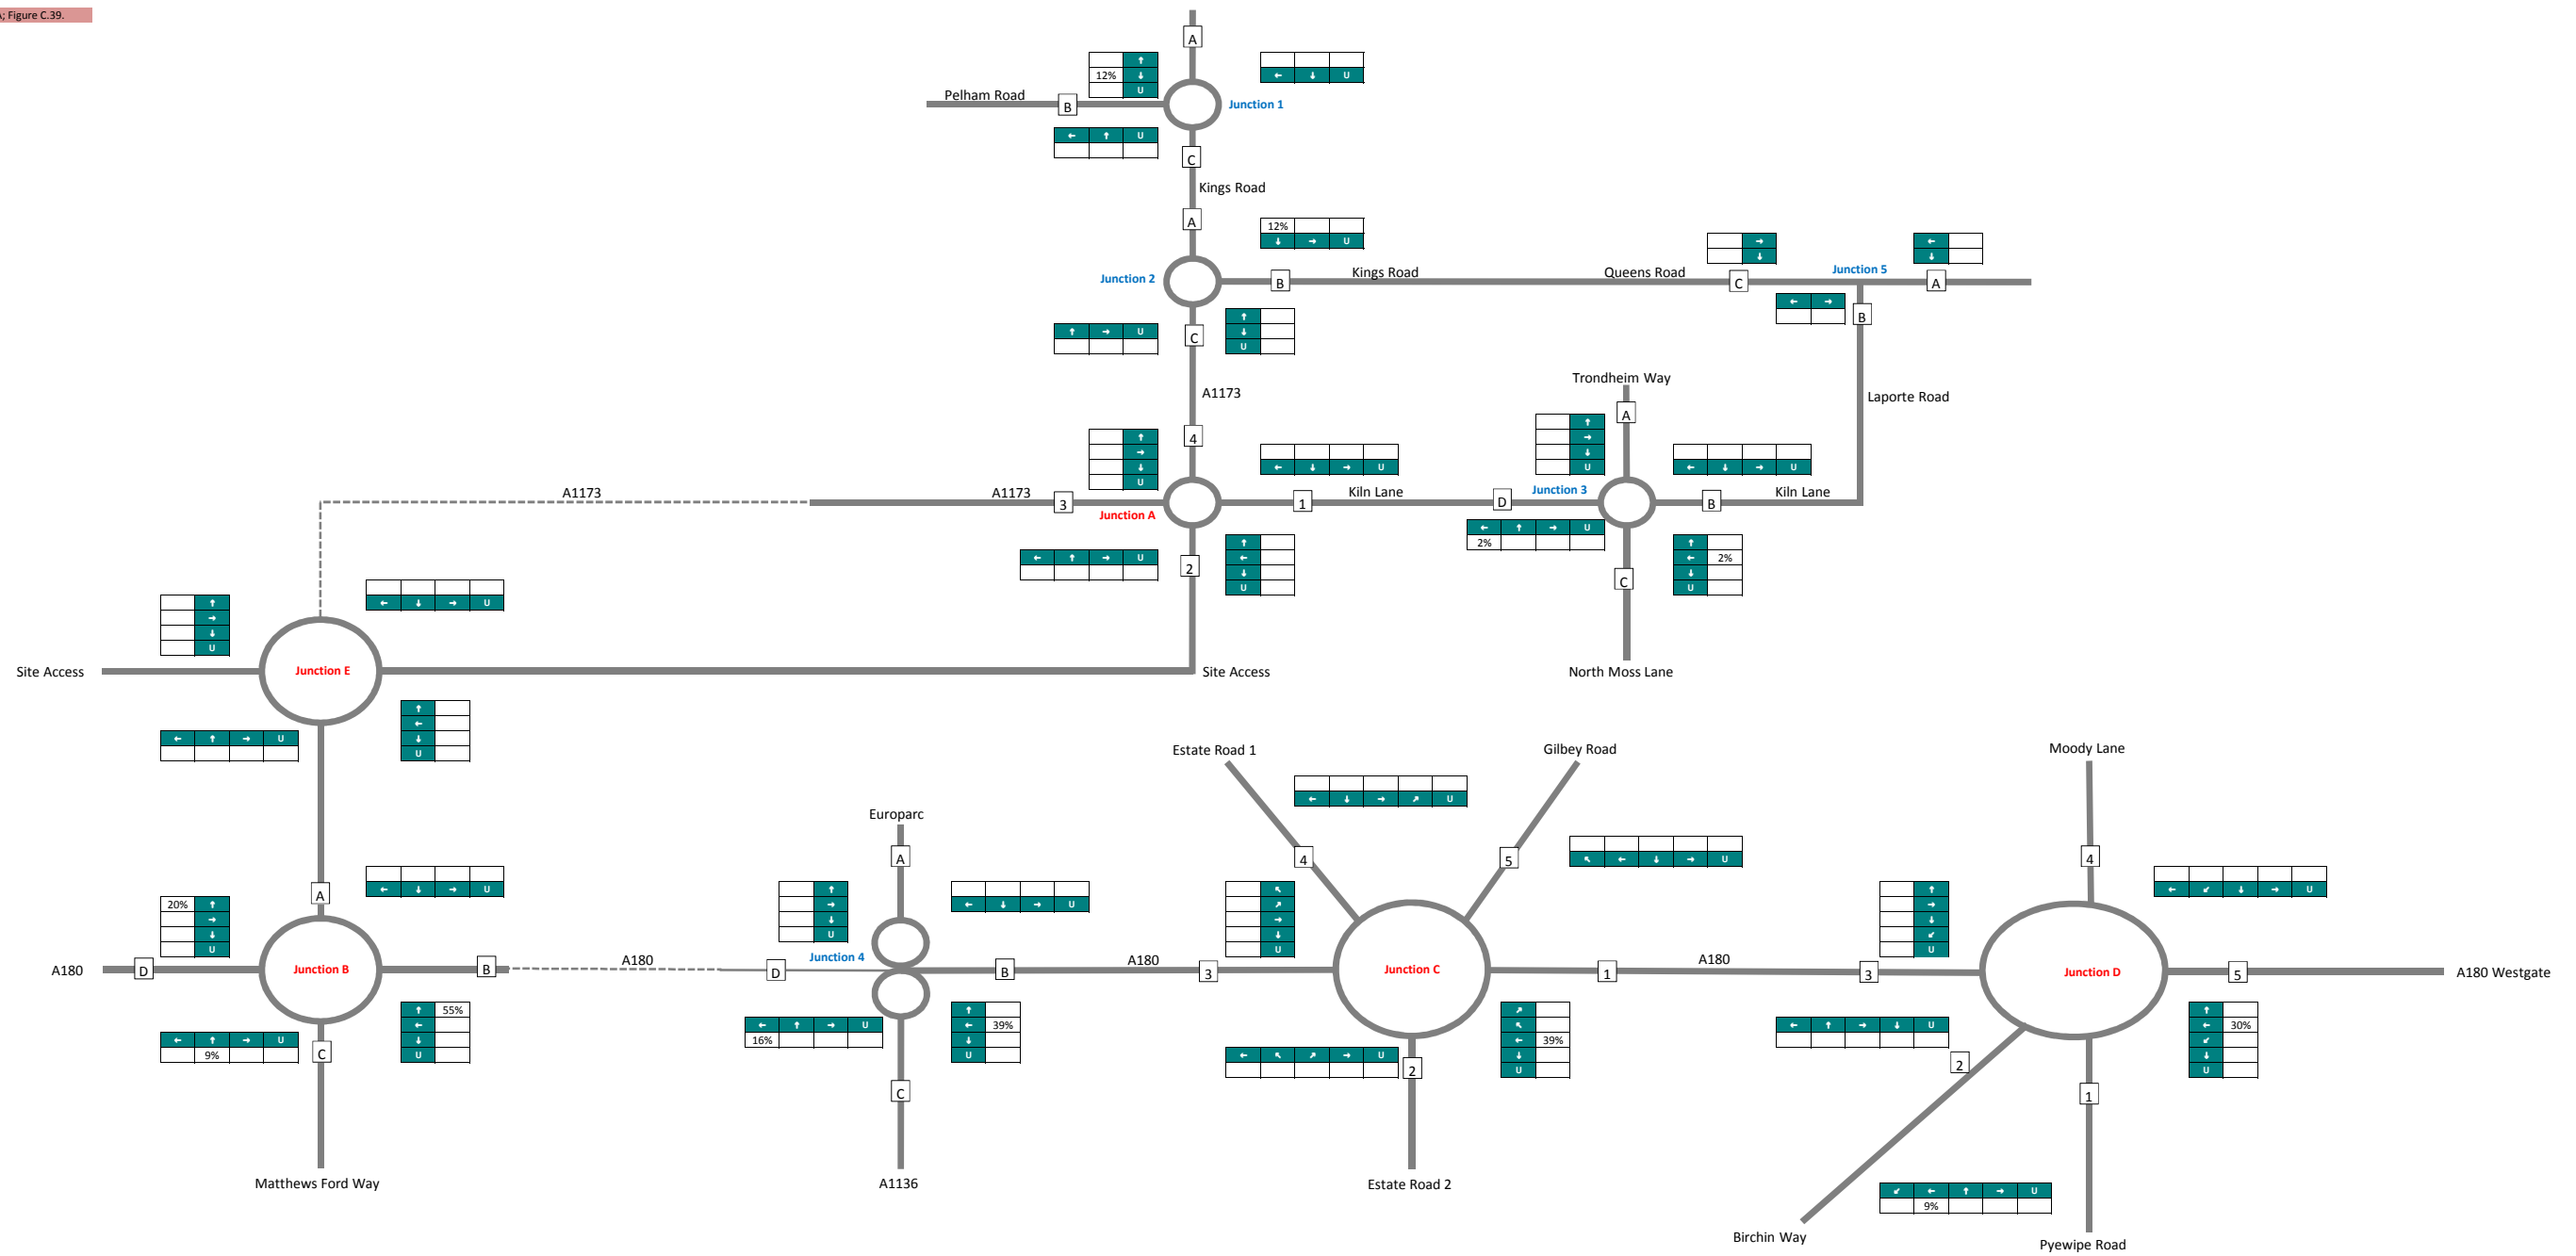 A; Figure C.39.
A
↑
12% ↓
U
← ↓ U
Pelham Road
B
Junction 1
← ↑ U
C
Kings Road
A
12%
↓ → U
→
↓
←
↓
Junction 2
B
Kings Road
Queens Road
C
Junction 5
A
← →
B
↑
↓
U
↑ → U
C
A1173
Trondheim Way
A
Laporte Road
↑
→
↓
U
4
← ↓ → U
↑
→
↓
U
← ↓ → U
A1173
A1173
3
Junction A
1
Kiln Lane
D
Junction 3
B
Kiln Lane
← ↑ → U
2%
← ↑ → U
2
↑
←
↓
U
↑
← 2%
↓
U
C
↑
→
↓
U
← ↓ → U
Site Access
Junction E
Site Access
North Moss Lane
← ↑ → U
↑
←
↓
U
Estate Road 1
Gilbey Road
Moody Lane
← ↓ → ↗ U
Europarc
A
4
5
↖ ← ↓ → U
4
← ↓ → U
A
20% ↑
→
↓
U
↑
→
↓
U
← ↓ → U
↖
↗
→
↓
U
↑
→
↓
↙
U
← ↙ ↓ → U
A180
D
Junction B
B
A180
D
Junction 4
B
A180
3
Junction C
1
A180
3
Junction D
5
A180 Westgate
← ↑ → U
9%
C
↑ 55%
←
↓
U
← ↑ → U
16%
↑
← 39%
↓
U
C
← ↖ ↗ → U
2
↗
↖
← 39%
↓
U
← ↑ → ↓ U
2
1
↑
← 30%
↙
↓
U
Matthews Ford Way
A1136
Estate Road 2
↙ ← ↑ → U
9%
Birchin Way
Pyewipe Road